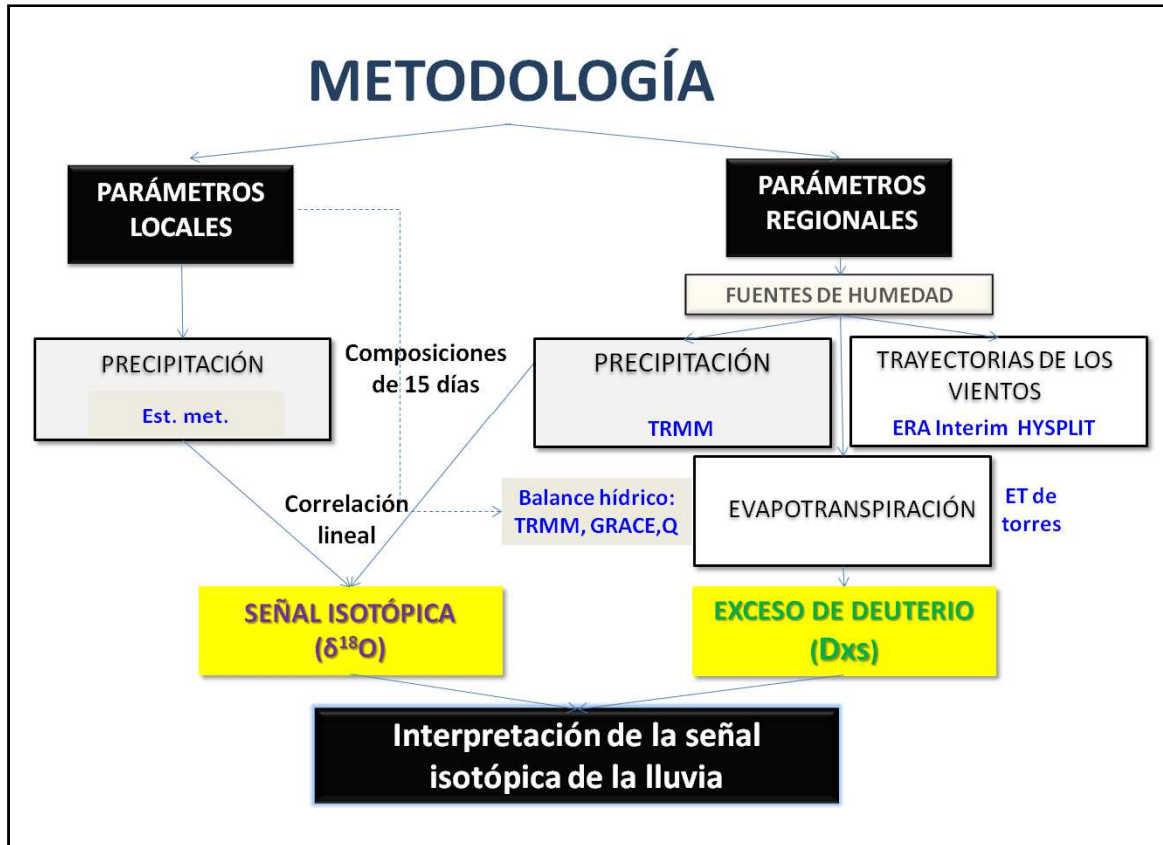 METODOLOGÍA
PARÁMETROS
LOCALES
PARÁMETROS
REGIONALES
FUENTES DE HUMEDAD
PRECIPITACIÓN
Est. met.
Composiciones
de 15 días
PRECIPITACIÓN
TRMM
TRAYECTORIAS DE LOS
VIENTOS
ERA Interim HYSPLIT
Correlación
lineal
Balance hídrico:
TRMM, GRACE,Q
EVAPOTRANSPIRACIÓN
ET de
torres
SEÑAL ISOTÓPICA
(δ¹⁸O)
EXCESO DE DEUTERIO
(Dxs)
Interpretación de la señal
isotópica de la lluvia